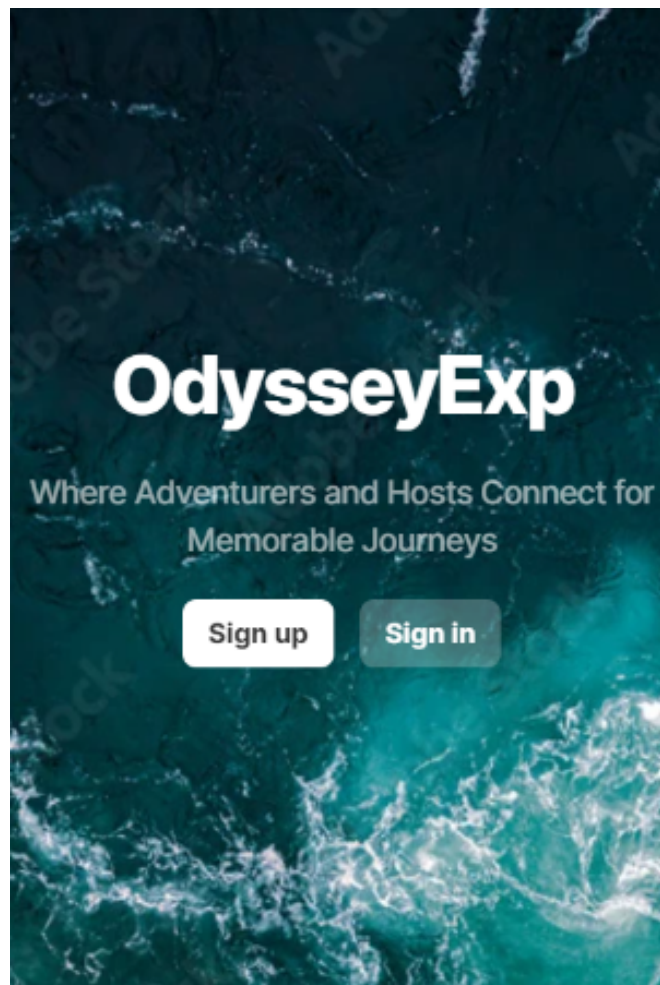 OdysseyExp
Where Adventurers and Hosts Connect for
Memorable Journeys
Sign up
Sign in